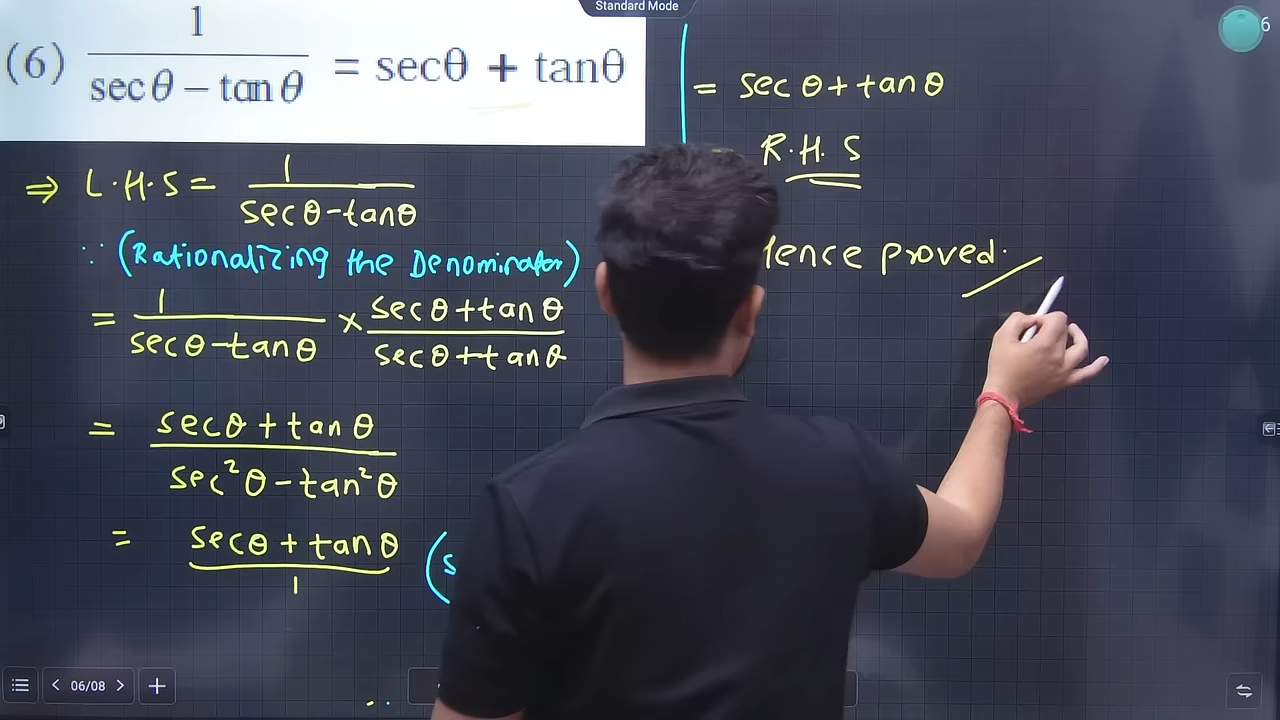 Standard Mode
6
(6) 1 / (secθ − tanθ) = secθ + tanθ
⇒ L.H.S = 1 / (secθ-tanθ)
∵ (Rationalizing the Denominator)
= 1 / (secθ-tanθ) × (secθ+tanθ) / (secθ+tanθ)
= (secθ+tanθ) / (sec²θ-tan²θ)
= (secθ+tanθ) / 1 (s
= secθ+tanθ
R.H.S
Hence proved.
06/08